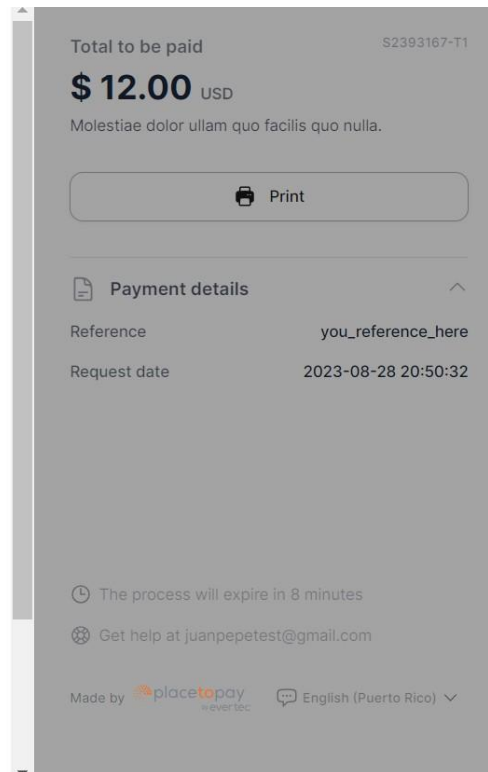 Total to be paid S2393167-T1
$ 12.00 USD
Molestiae dolor ullam quo facilis quo nulla.
Print
Payment details
Reference you_reference_here
Request date 2023-08-28 20:50:32
The process will expire in 8 minutes
Get help at juanpepetest@gmail.com
Made by placetopay English (Puerto Rico)
evertec